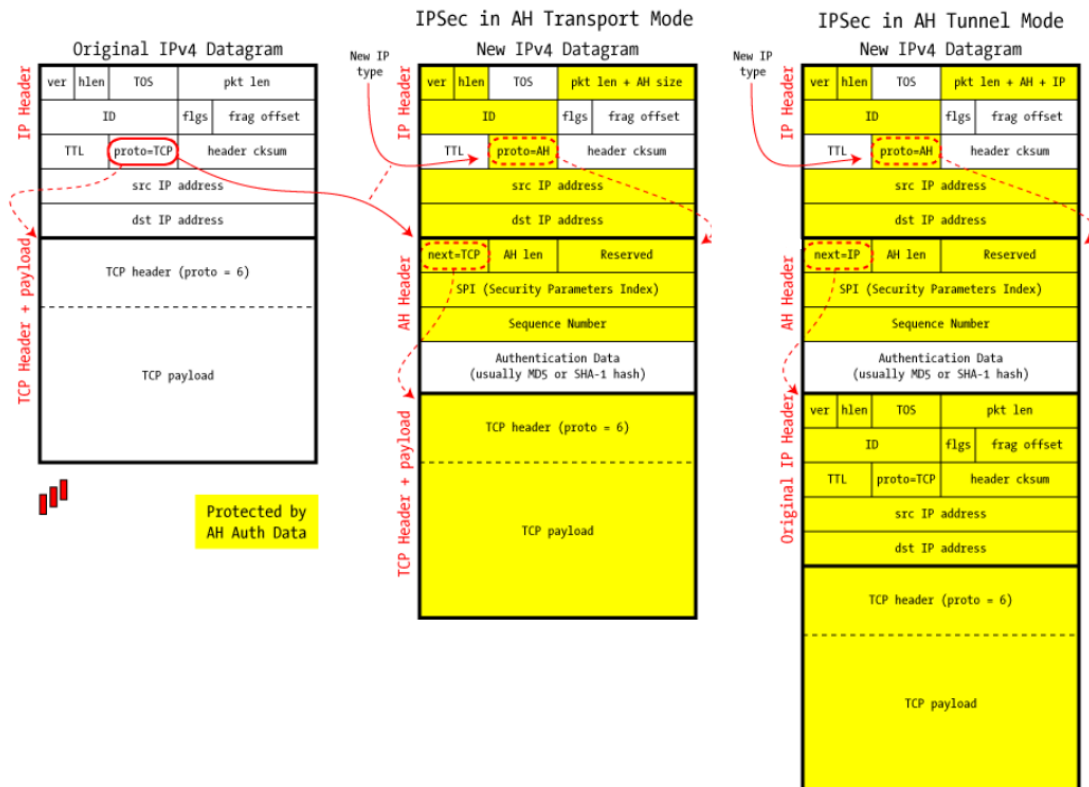 Original IPv4 Datagram
IP Header
ver hlen TOS pkt len
ID flgs frag offset
TTL proto=TCP header cksum
src IP address
dst IP address
TCP Header + payload
TCP header (proto = 6)
TCP payload
Protected by
AH Auth Data
IPSec in AH Transport Mode
New IPv4 Datagram
New IP
type
IP Header
ver hlen TOS pkt len + AH size
ID flgs frag offset
TTL proto=AH header cksum
src IP address
dst IP address
AH Header
next=TCP AH len Reserved
SPI (Security Parameters Index)
Sequence Number
Authentication Data
(usually MD5 or SHA-1 hash)
TCP Header + payload
TCP header (proto = 6)
TCP payload
IPSec in AH Tunnel Mode
New IPv4 Datagram
New IP
type
IP Header
ver hlen TOS pkt len + AH + IP
ID flgs frag offset
TTL proto=AH header cksum
src IP address
dst IP address
AH Header
next=IP AH len Reserved
SPI (Security Parameters Index)
Sequence Number
Authentication Data
(usually MD5 or SHA-1 hash)
Original IP Header
ver hlen TOS pkt len
ID flgs frag offset
TTL proto=TCP header cksum
src IP address
dst IP address
TCP header (proto = 6)
TCP payload